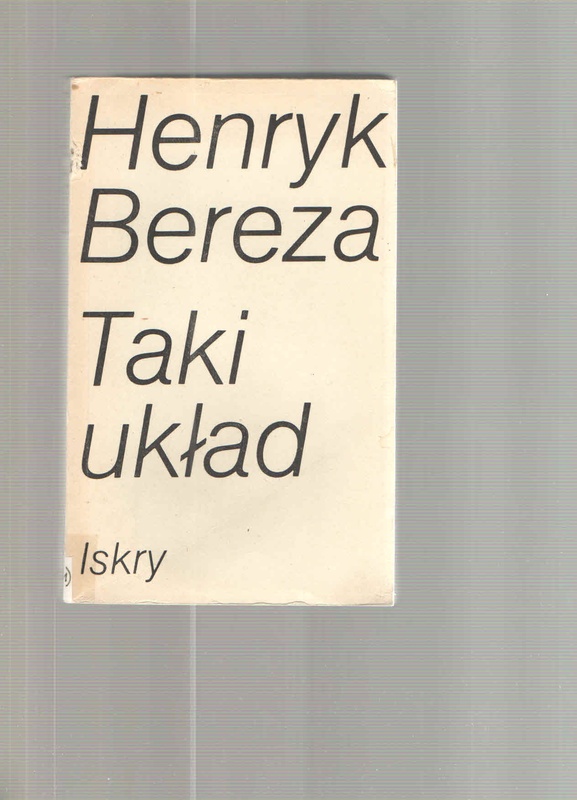 Henryk
Bereza
Taki
układ
Iskry